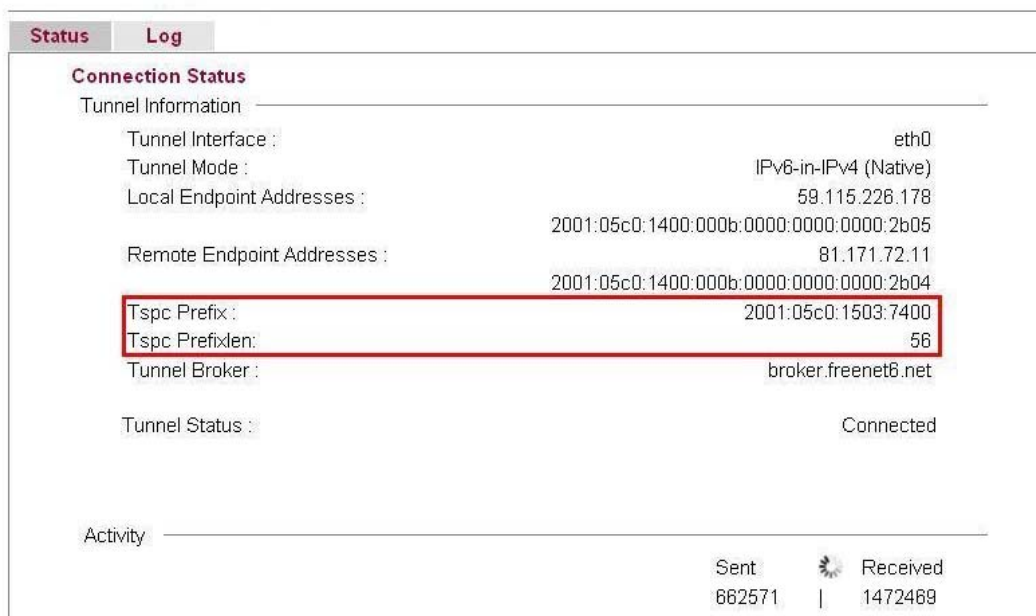 Status Log
Connection Status
Tunnel Information
Tunnel Interface : eth0
Tunnel Mode : IPv6-in-IPv4 (Native)
Local Endpoint Addresses : 59.115.226.178
2001:05c0:1400:000b:0000:0000:0000:2b05
Remote Endpoint Addresses : 81.171.72.11
2001:05c0:1400:000b:0000:0000:0000:2b04
Tspc Prefix : 2001:05c0:1503:7400
Tspc Prefixlen: 56
Tunnel Broker : broker.freenet6.net
Tunnel Status : Connected
Activity
Sent Received
662571 | 1472469